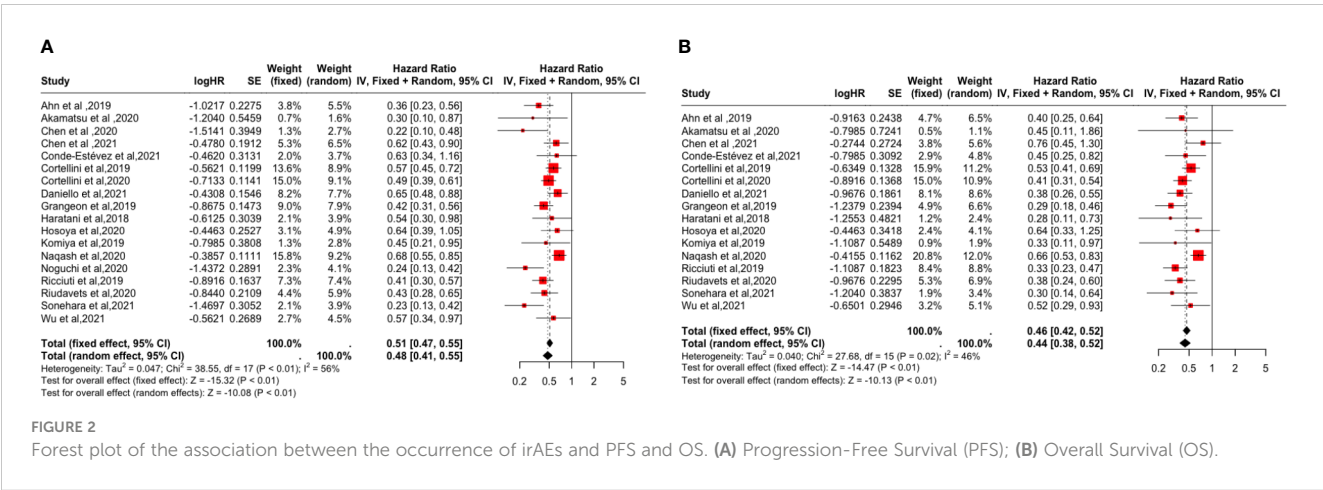 A
Weight Weight Hazard Ratio Hazard Ratio
Study logHR SE (fixed) (random) IV, Fixed + Random, 95% CI IV, Fixed + Random, 95% CI
Ahn et al ,2019 -1.0217 0.2275 3.8% 5.5% 0.36 [0.23, 0.56]
Akamatsu et al,2020 -1.2040 0.5459 0.7% 1.6% 0.30 [0.10, 0.87]
Chen et al ,2020 -1.5141 0.3949 1.3% 2.7% 0.22 [0.10, 0.48]
Chen et al,2021 -0.4780 0.1912 5.3% 6.5% 0.62 [0.43, 0.90]
Conde-Estévez et al,2021 -0.4620 0.3131 2.0% 3.7% 0.63 [0.34, 1.16]
Cortellini et al,2019 -0.5621 0.1199 13.6% 8.9% 0.57 [0.45, 0.72]
Cortellini et al,2020 -0.7133 0.1141 15.0% 9.1% 0.49 [0.39, 0.61]
Daniello et al,2021 -0.4308 0.1546 8.2% 7.7% 0.65 [0.48, 0.88]
Grangeon et al,2019 -0.8675 0.1473 9.0% 7.9% 0.42 [0.31, 0.56]
Haratani et al,2018 -0.6125 0.3039 2.1% 3.9% 0.54 [0.30, 0.98]
Hosoya et al,2020 -0.4463 0.2527 3.1% 4.9% 0.64 [0.39, 1.05]
Komiya et al,2019 -0.7985 0.3808 1.3% 2.8% 0.45 [0.21, 0.95]
Naqash et al,2020 -0.3857 0.1111 15.8% 9.2% 0.68 [0.55, 0.85]
Noguchi et al,2020 -1.4372 0.2891 2.3% 4.1% 0.24 [0.13, 0.42]
Ricciuti et al,2019 -0.8916 0.1637 7.3% 7.4% 0.41 [0.30, 0.57]
Riudavets et al,2020 -0.8440 0.2109 4.4% 5.9% 0.43 [0.28, 0.65]
Sonehara et al,2021 -1.4697 0.3052 2.1% 3.9% 0.23 [0.13, 0.42]
Wu et al,2021 -0.5621 0.2689 2.7% 4.5% 0.57 [0.34, 0.97]
Total (fixed effect, 95% CI) 100.0% . 0.51 [0.47, 0.55]
Total (random effect, 95% CI) . 100.0% 0.48 [0.41, 0.55]
Heterogeneity: Tau² = 0.047; Chi² = 38.55, df = 17 (P < 0.01); I² = 56%
Test for overall effect (fixed effect): Z = -15.32 (P < 0.01)
Test for overall effect (random effects): Z = -10.08 (P < 0.01)
0.2 0.5 1 2 5
B
Weight Weight Hazard Ratio Hazard Ratio
Study logHR SE (fixed) (random) IV, Fixed + Random, 95% CI IV, Fixed + Random, 95% CI
Ahn et al,2019 -0.9163 0.2438 4.7% 6.5% 0.40 [0.25, 0.64]
Akamatsu et al,2020 -0.7985 0.7241 0.5% 1.1% 0.45 [0.11, 1.86]
Chen et al,2021 -0.2744 0.2724 3.8% 5.6% 0.76 [0.45, 1.30]
Conde-Estévez et al,2021 -0.7985 0.3092 2.9% 4.8% 0.45 [0.25, 0.82]
Cortellini et al,2019 -0.6349 0.1328 15.9% 11.2% 0.53 [0.41, 0.69]
Cortellini et al,2020 -0.8916 0.1368 15.0% 10.9% 0.41 [0.31, 0.54]
Daniello et al,2021 -0.9676 0.1861 8.1% 8.6% 0.38 [0.26, 0.55]
Grangeon et al,2019 -1.2379 0.2394 4.9% 6.6% 0.29 [0.18, 0.46]
Haratani et al,2018 -1.2553 0.4821 1.2% 2.4% 0.28 [0.11, 0.73]
Hosoya et al,2020 -0.4463 0.3418 2.4% 4.1% 0.64 [0.33, 1.25]
Komiya et al,2019 -1.1087 0.5489 0.9% 1.9% 0.33 [0.11, 0.97]
Naqash et al,2020 -0.4155 0.1162 20.8% 12.0% 0.66 [0.53, 0.83]
Ricciuti et al,2019 -1.1087 0.1823 8.4% 8.8% 0.33 [0.23, 0.47]
Riudavets et al,2020 -0.9676 0.2295 5.3% 6.9% 0.38 [0.24, 0.60]
Sonehara et al,2021 -1.2040 0.3837 1.9% 3.4% 0.30 [0.14, 0.64]
Wu et al,2021 -0.6501 0.2946 3.2% 5.1% 0.52 [0.29, 0.93]
Total (fixed effect, 95% CI) 100.0% . 0.46 [0.42, 0.52]
Total (random effect, 95% CI) . 100.0% 0.44 [0.38, 0.52]
Heterogeneity: Tau² = 0.040; Chi² = 27.68, df = 15 (P = 0.02); I² = 46%
Test for overall effect (fixed effect): Z = -14.47 (P < 0.01)
Test for overall effect (random effects): Z = -10.13 (P < 0.01)
0.2 0.5 1 2 5
FIGURE 2
Forest plot of the association between the occurrence of irAEs and PFS and OS. (A) Progression-Free Survival (PFS); (B) Overall Survival (OS).